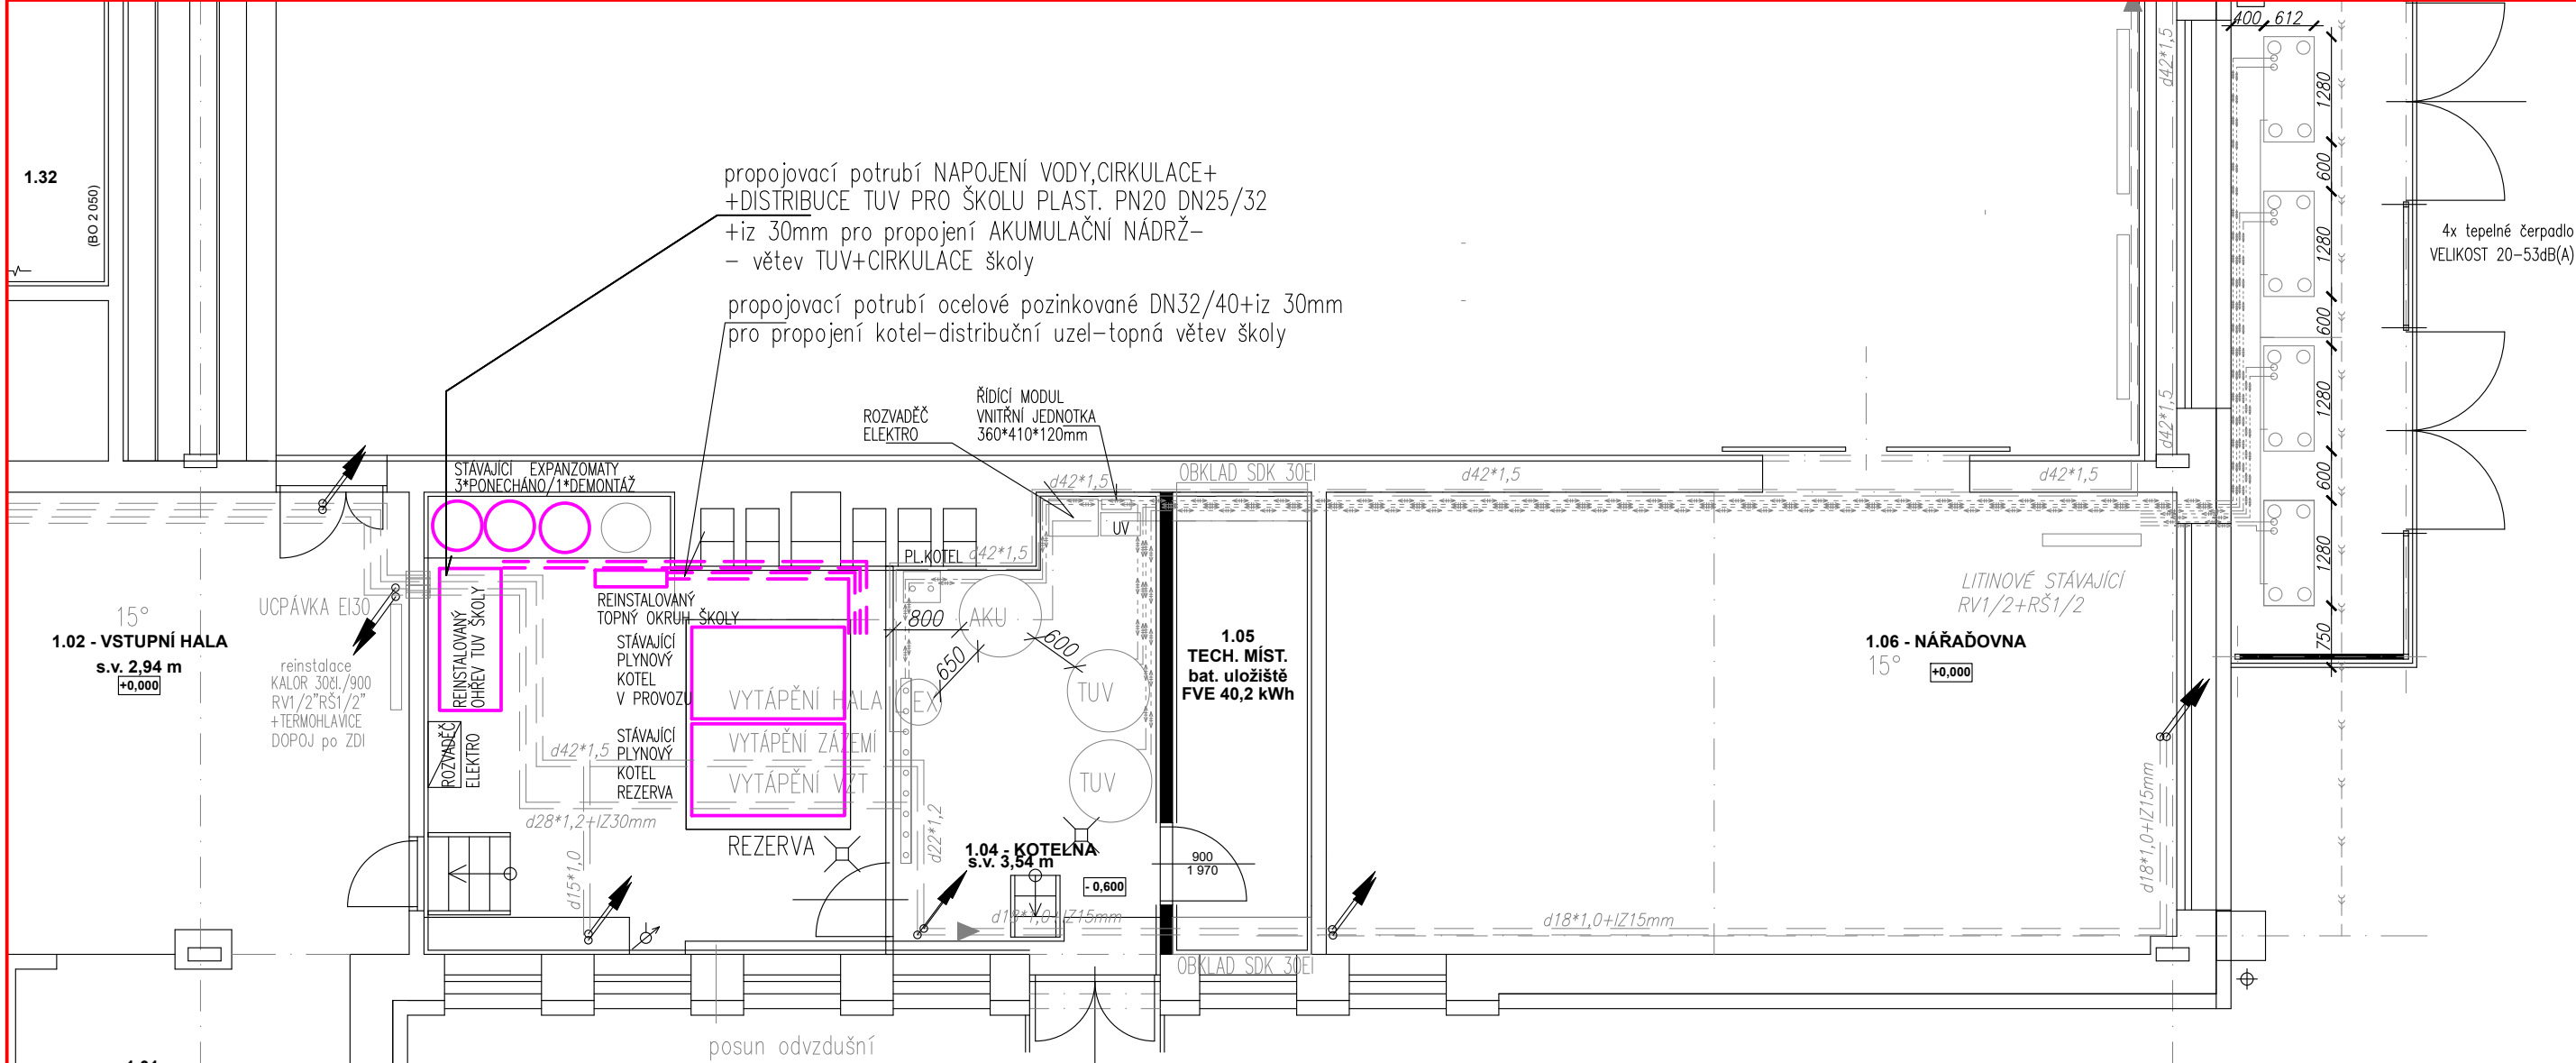 400 612
1280
600
1280
600
1280
600
1280
750
4x tepelné čerpadlo
VELIKOST 20-53dB(A)
d42*1,5
d42*1,5
1.32
(BO 2 050)
propojovací potrubí NAPOJENÍ VODY,CIRKULACE+
+DISTRIBUCE TUV PRO ŠKOLU PLAST. PN20 DN25/32
+iz 30mm pro propojení AKUMULAČNÍ NÁDRŽ-
- větev TUV+CIRKULACE školy
propojovací potrubí ocelové pozinkované DN32/40+iz 30mm
pro propojení kotel-distribuční uzel-topná větev školy
ROZVADĚČ
ELEKTRO
ŘÍDÍCÍ MODUL
VNITŘNÍ JEDNOTKA
360*410*120mm
STÁVAJÍCÍ EXPANZOMATY
3*PONECHÁNO/1*DEMONTÁŽ
d42*1,5
OBKLAD SDK 30EI
d42*1,5
d42*1,5
UV
PL.KOTEL
d42*1,5
REINSTALOVANÝ
OHŘEV TUV ŠKOLY
REINSTALOVANÝ
TOPNÝ OKRUH ŠKOLY
UCPÁVKA EI30
15°
1.02 - VSTUPNÍ HALA
s.v. 2,94 m
+0,000
reinstalace
KALOR 30čl./900
RV1/2"RŠ1/2"
+TERMOHLAVICE
DOPOJ po ZDI
STÁVAJÍCÍ
PLYNOVÝ
KOTEL
V PROVOZU
VYTÁPĚNÍ HALA
STÁVAJÍCÍ
PLYNOVÝ
KOTEL
REZERVA
VYTÁPĚNÍ ZÁZEMÍ
VYTÁPĚNÍ VZT
REZERVA
ROZVADĚČ
ELEKTRO
d42*1,5
d28*1,2+IZ30mm
d15*1,0
d22*1,2
800
650
600
AKU
EX
TUV
TUV
1.04 - KOTELNA
s.v. 3,54 m
- 0,600
d18*1,0+IZ15mm
1.05
TECH. MÍST.
bat. uložiště
FVE 40,2 kWh
900
1 970
OBKLAD SDK 30EI
LITINOVÉ STÁVAJÍCÍ
RV1/2+RŠ1/2
1.06 - NÁŘAĎOVNA
15°
+0,000
d18*1,0+IZ15mm
d18*1,0+IZ15mm
posun odvzdušní